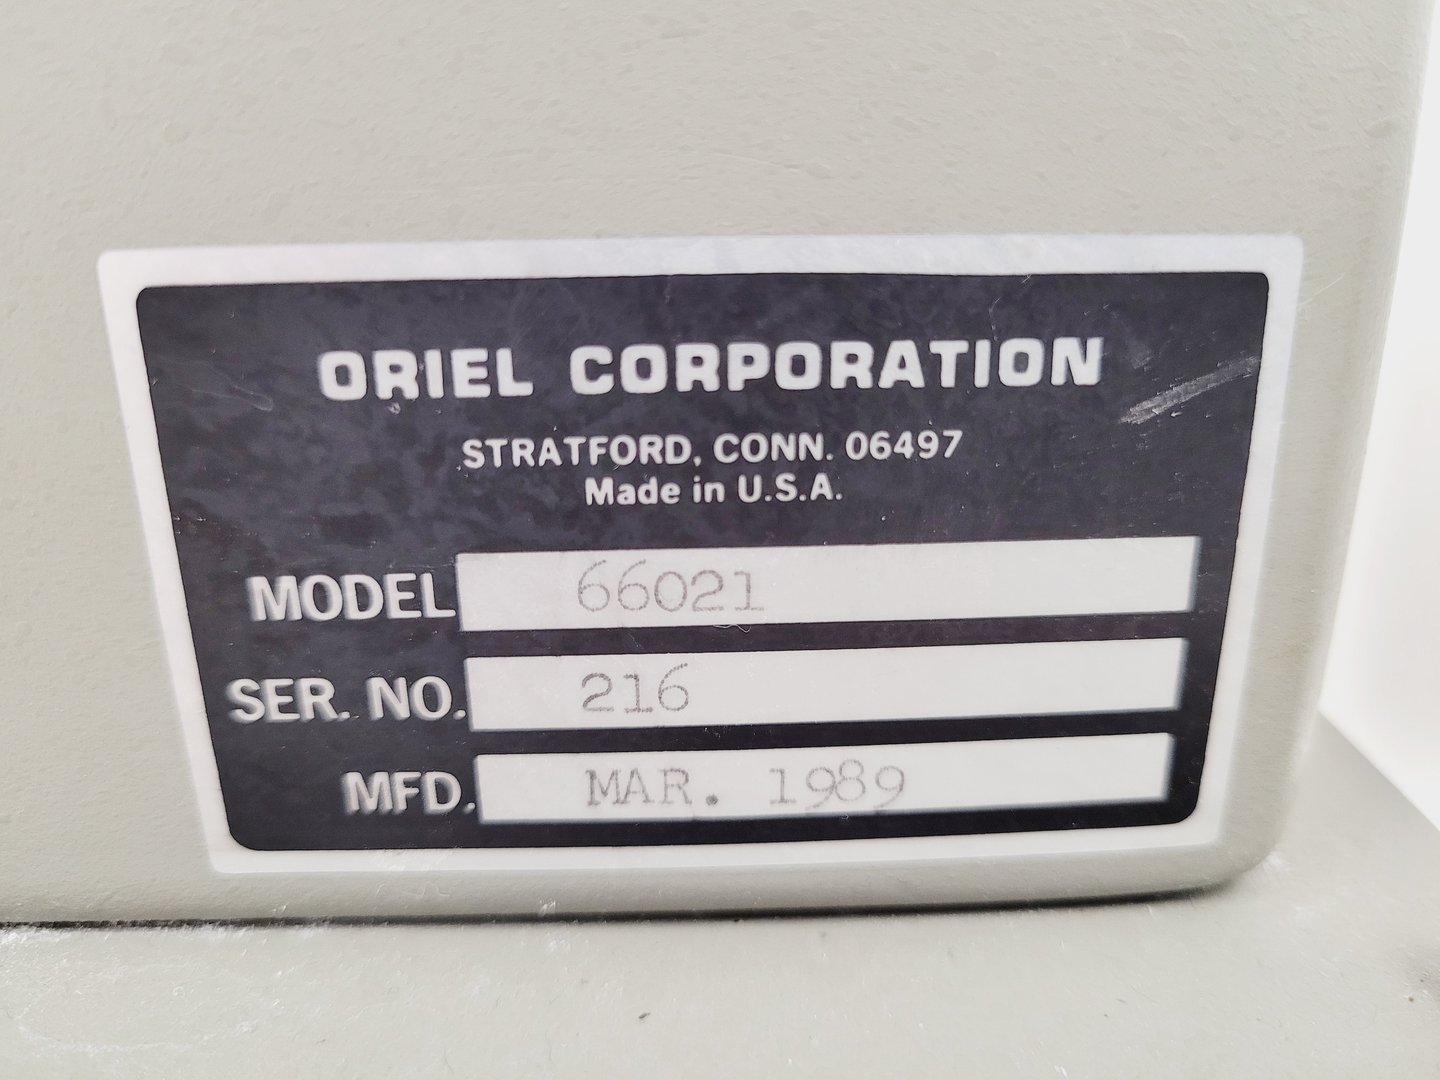 ORIEL CORPORATION
STRATFORD, CONN. 06497
Made in U.S.A.
MODEL 66021
SER. NO. 216
MFD. MAR. 1989